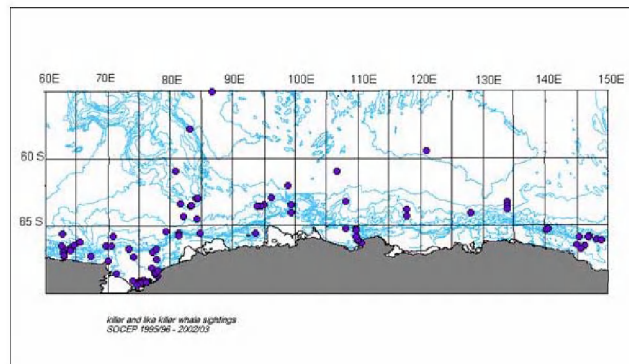 60E 70E 80E 90E 100E 110E 120E 130E 140E 150E
60 S
65 S
killer and like killer whale sightings
SOCEP 1995/96 - 2002/03